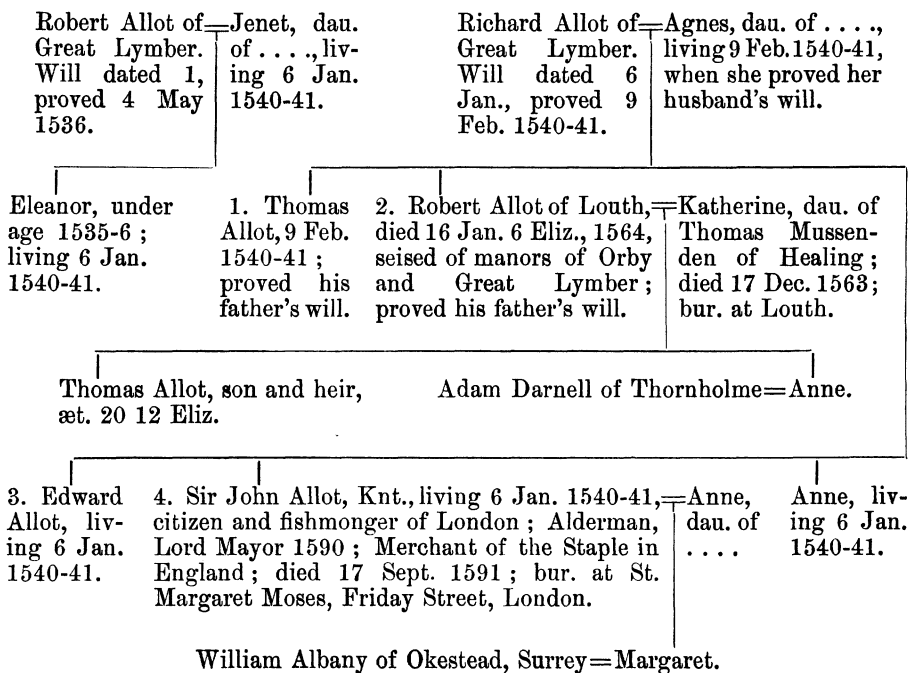 Robert Allot of=Jenet, dau.
Great Lymber. of . . . ., liv-
Will dated 1, ing 6 Jan.
proved 4 May 1540-41.
1536.
Richard Allot of=Agnes, dau. of . . . .,
Great Lymber. living 9 Feb. 1540-41,
Will dated 6 when she proved her
Jan., proved 9 husband's will.
Feb. 1540-41.
Eleanor, under
age 1535-6 ;
living 6 Jan.
1540-41.
1. Thomas
Allot, 9 Feb.
1540-41 ;
proved his
father's will.
2. Robert Allot of Louth,=Katherine, dau. of
died 16 Jan. 6 Eliz., 1564, Thomas Mussen-
seised of manors of Orby den of Healing ;
and Great Lymber ; died 17 Dec. 1563 ;
proved his father's will. bur. at Louth.
Thomas Allot, son and heir,
æt. 20 12 Eliz.
Adam Darnell of Thornholme=Anne.
3. Edward
Allot, liv-
ing 6 Jan.
1540-41.
4. Sir John Allot, Knt., living 6 Jan. 1540-41,=Anne,
citizen and fishmonger of London ; Alderman, dau. of
Lord Mayor 1590 ; Merchant of the Staple in . . . .
England ; died 17 Sept. 1591 ; bur. at St.
Margaret Moses, Friday Street, London.
Anne, liv-
ing 6 Jan.
1540-41.
William Albany of Okestead, Surrey=Margaret.